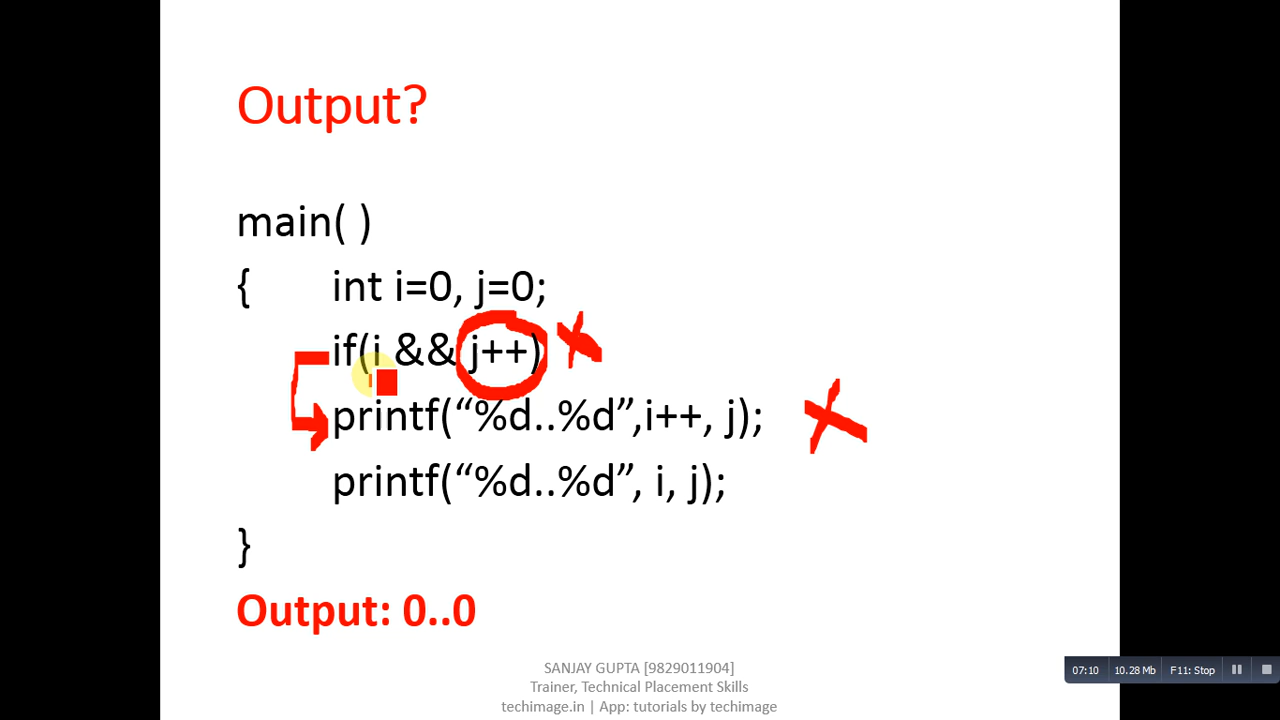 Output?
main( )
{ int i=0, j=0;
if(i && j++)
printf(“%d..%d”,i++, j);
printf(“%d..%d”, i, j);
}
Output: 0..0
SANJAY GUPTA [9829011904]
Trainer, Technical Placement Skills
techimage.in | App: tutorials by techimage
07:10 10.28 Mb F11: Stop